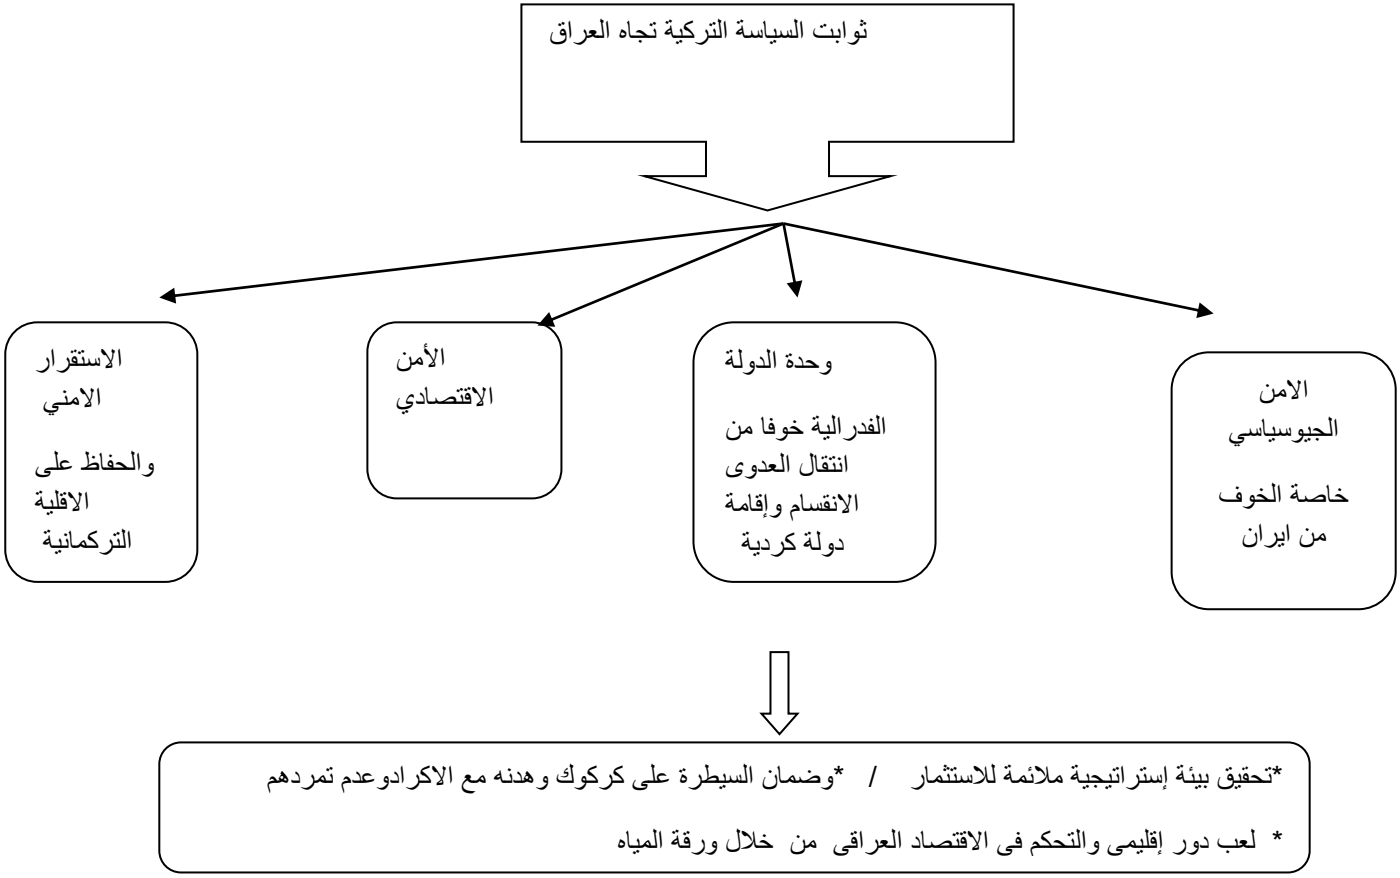 ثوابت السياسة التركية تجاه العراق
الامن
الجيوسياسي
خاصة الخوف
من ايران
وحدة الدولة
الفدرالية خوفا من
انتقال العدوى
الانقسام وإقامة
دولة كردية
الأمن
الاقتصادي
الاستقرار
الامني
والحفاظ على
الاقلية
التركمانية
*تحقيق بيئة إستراتيجية ملائمة للاستثمار / *وضمان السيطرة على كركوك وهدنه مع الاكرادوعدم تمردهم
* لعب دور إقليمى والتحكم فى الاقتصاد العراقى من خلال ورقة المياه